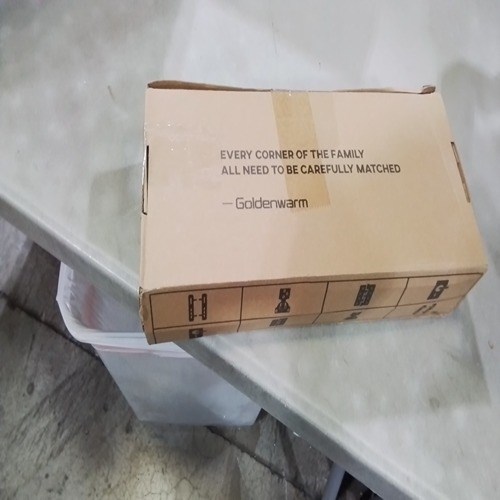 EVERY CORNER OF THE FAMILY
ALL NEED TO BE CAREFULLY MATCHED
— Goldenwarm